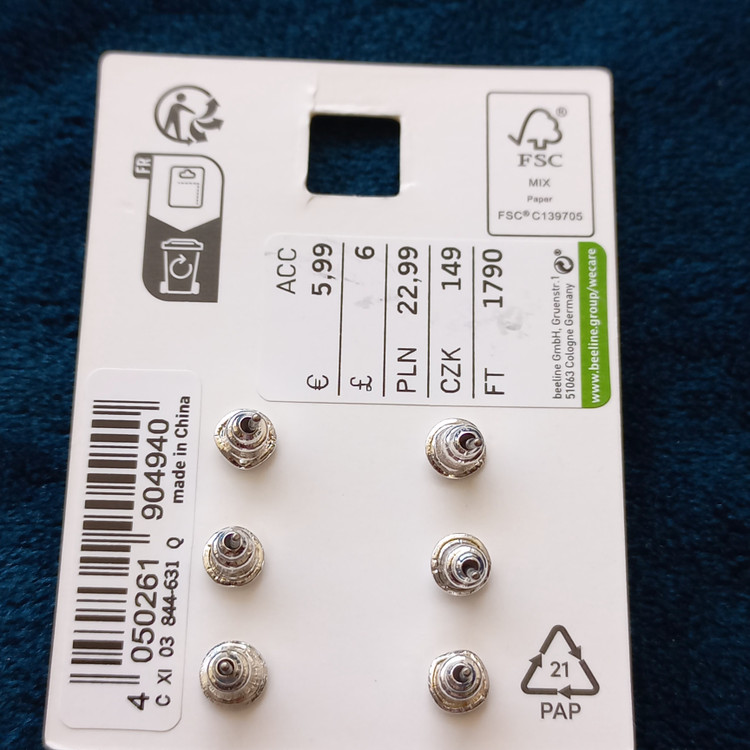 FR
FSC®
MIX
Paper
FSC® C139705
ACC
€ 5,99
£ 6
PLN 22,99
CZK 149
FT 1790
beeline GmbH, Gruenstr.1
51063 Cologne Germany
www.beeline.group/wecare
4 050261 904940
C XI 03 844-631 Q made in China
21
PAP